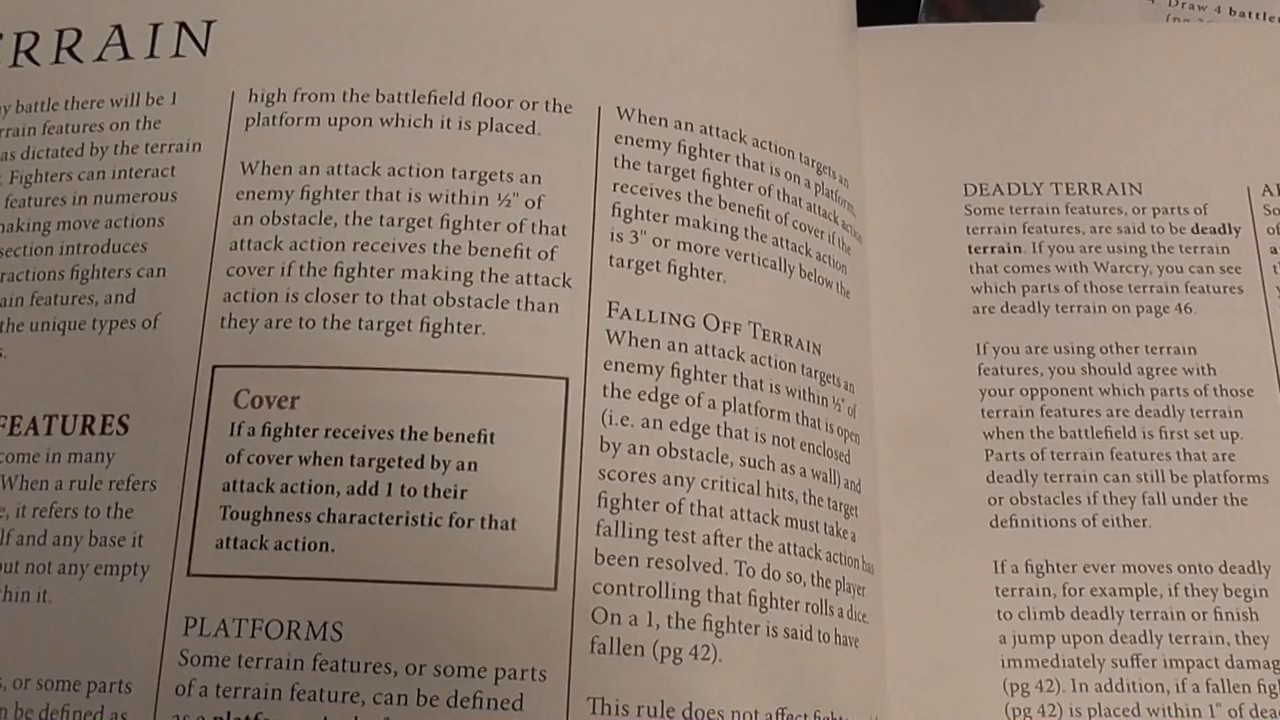 ERRAIN
y battle there will be 1
rrain features on the
as dictated by the terrain
. Fighters can interact
features in numerous
naking move actions
section introduces
ractions fighters can
ain features, and
the unique types of
s.
FEATURES
come in many
When a rule refers
e, it refers to the
lf and any base it
out not any empty
hin it.
s, or some parts
n be defined as
high from the battlefield floor or the
platform upon which it is placed.
When an attack action targets an
enemy fighter that is within ½" of
an obstacle, the target fighter of that
attack action receives the benefit of
cover if the fighter making the attack
action is closer to that obstacle than
they are to the target fighter.
Cover
If a fighter receives the benefit
of cover when targeted by an
attack action, add 1 to their
Toughness characteristic for that
attack action.
PLATFORMS
Some terrain features, or some parts
of a terrain feature, can be defined
When an attack action targets an
enemy fighter that is on a platform,
the target fighter of that attack action
receives the benefit of cover if the
fighter making the attack action
is 3" or more vertically below the
target fighter.
FALLING OFF TERRAIN
When an attack action targets an
enemy fighter that is within ½" of
the edge of a platform that is open
(i.e. an edge that is not enclosed
by an obstacle, such as a wall) and
scores any critical hits, the target
fighter of that attack must take a
falling test after the attack action has
been resolved. To do so, the player
controlling that fighter rolls a dice.
On a 1, the fighter is said to have
fallen (pg 42).
This rule does not affect
Draw 4 battle
DEADLY TERRAIN
Some terrain features, or parts of
terrain features, are said to be deadly
terrain. If you are using the terrain
that comes with Warcry, you can see
which parts of those terrain features
are deadly terrain on page 46.
If you are using other terrain
features, you should agree with
your opponent which parts of those
terrain features are deadly terrain
when the battlefield is first set up.
Parts of terrain features that are
deadly terrain can still be platforms
or obstacles if they fall under the
definitions of either.
If a fighter ever moves onto deadly
terrain, for example, if they begin
to climb deadly terrain or finish
a jump upon deadly terrain, they
immediately suffer impact damag
(pg 42). In addition, if a fallen figh
(pg 42) is placed within 1" of dea